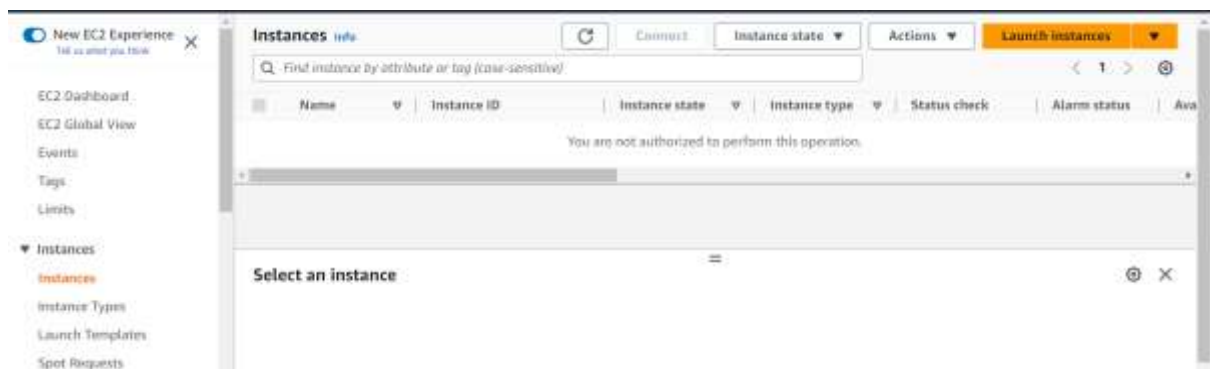 New EC2 Experience
Tell us what you think
Instances Info
Connect
Instance state
Actions
Launch instances
Find instance by attribute or tag (case-sensitive)
1
Name
Instance ID
Instance state
Instance type
Status check
Alarm status
Ava
You are not authorized to perform this operation.
EC2 Dashboard
EC2 Global View
Events
Tags
Limits
Instances
Instances
Instance Types
Launch Templates
Spot Requests
Select an instance